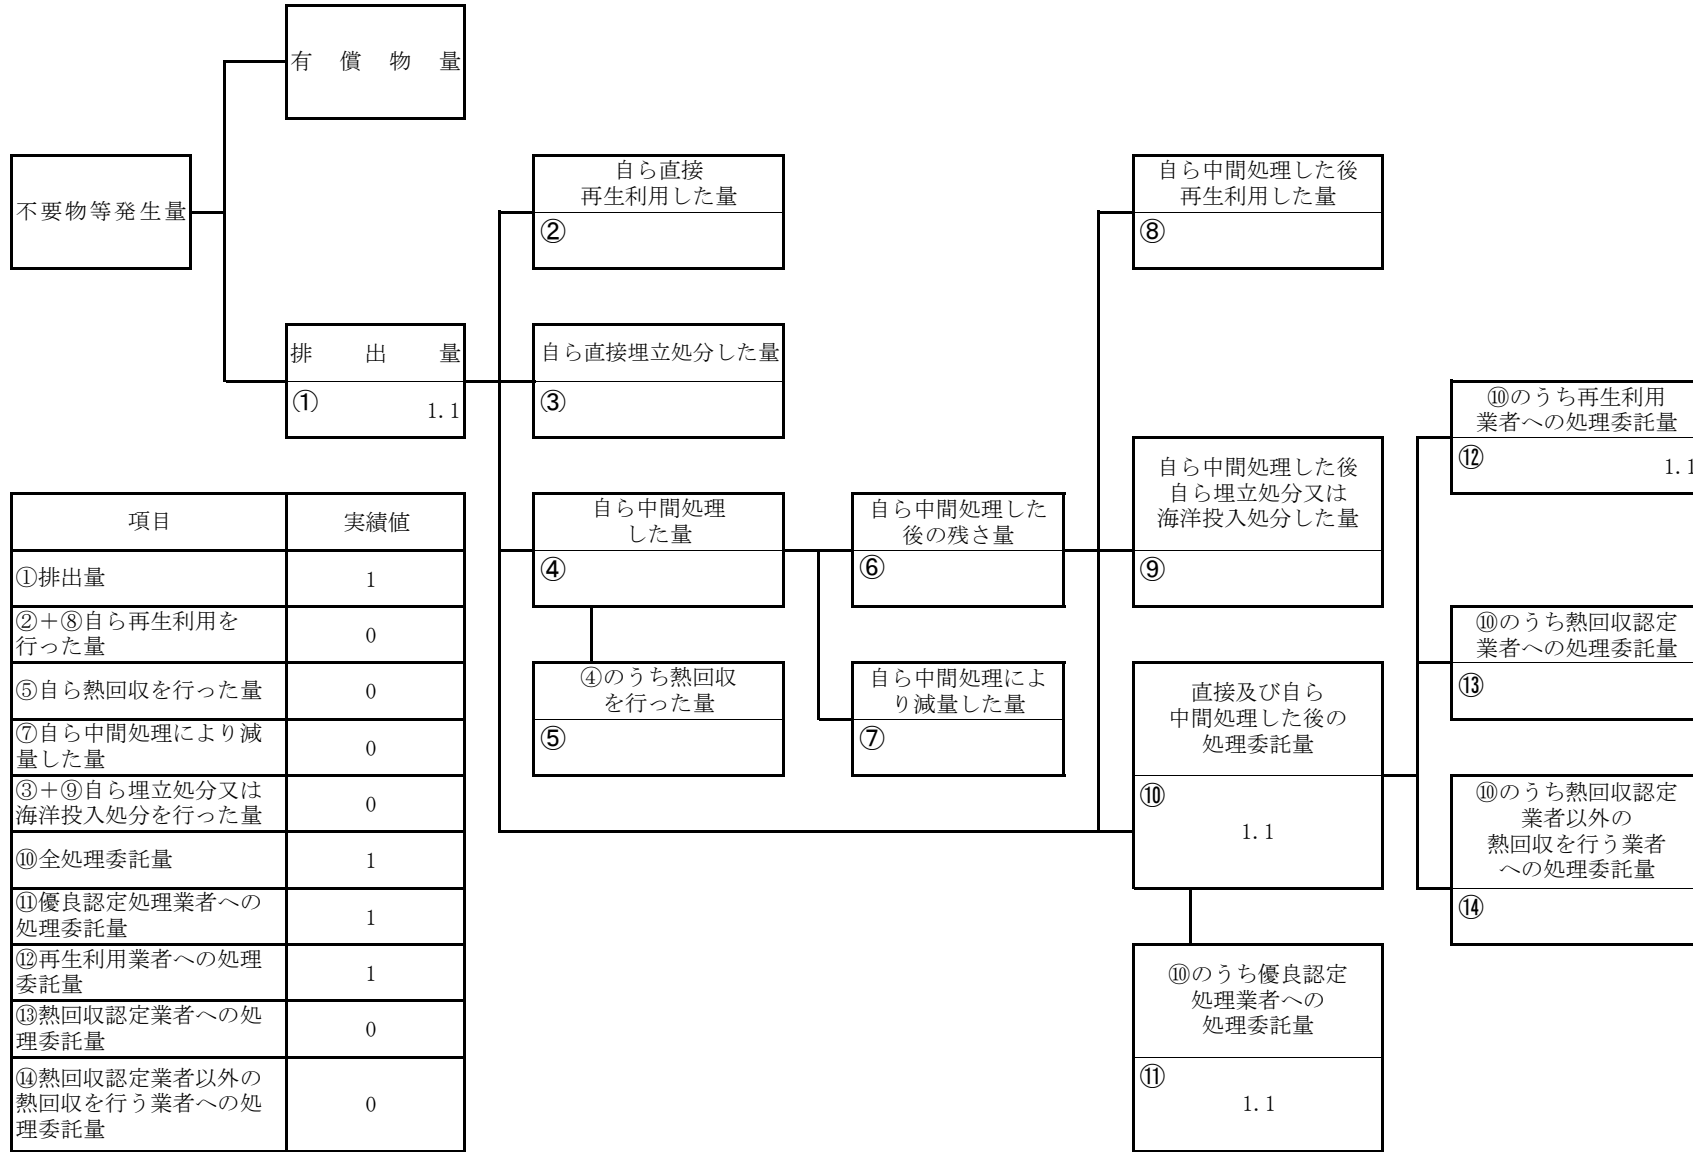 有償物量
不要物等発生量
自ら直接
再生利用した量
②
自ら中間処理した後
再生利用した量
⑧
排出量
①
1.1
自ら直接埋立処分した量
③
⑩のうち再生利用
業者への処理委託量
⑫
1.1
自ら中間処理
した量
④
自ら中間処理した
後の残さ量
⑥
自ら中間処理した後
自ら埋立処分又は
海洋投入処分した量
⑨
④のうち熱回収
を行った量
⑤
自ら中間処理によ
り減量した量
⑦
直接及び自ら
中間処理した後の
処理委託量
⑩
1.1
⑩のうち熱回収認定
業者への処理委託量
⑬
⑩のうち熱回収認定
業者以外の
熱回収を行う業者
への処理委託量
⑭
⑩のうち優良認定
処理業者への
処理委託量
⑪
1.1
項目 実績値
①排出量 1
②+⑧自ら再生利用を
行った量 0
⑤自ら熱回収を行った量 0
⑦自ら中間処理により減
量した量 0
③+⑨自ら埋立処分又は
海洋投入処分を行った量 0
⑩全処理委託量 1
⑪優良認定処理業者への
処理委託量 1
⑫再生利用業者への処理
委託量 1
⑬熱回収認定業者への処
理委託量 0
⑭熱回収認定業者以外の
熱回収を行う業者への処
理委託量 0